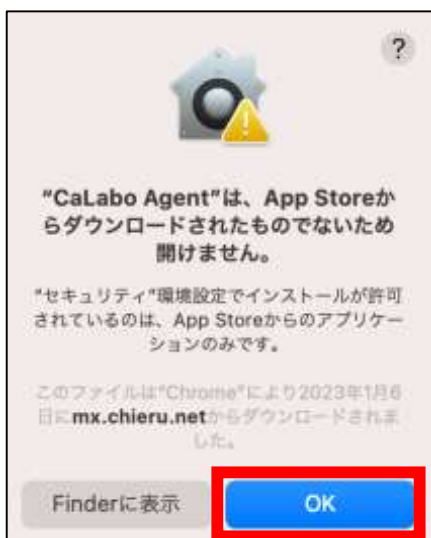 ?
"CaLabo Agent"は、App Storeか
らダウンロードされたものでないため
開けません。
"セキュリティ"環境設定でインストールが許可
されているのは、App Storeからのアプリケー
ションのみです。
このファイルは"Chrome"により2023年1月6
日にmx.chieru.netからダウンロードされま
した。
Finderに表示
OK